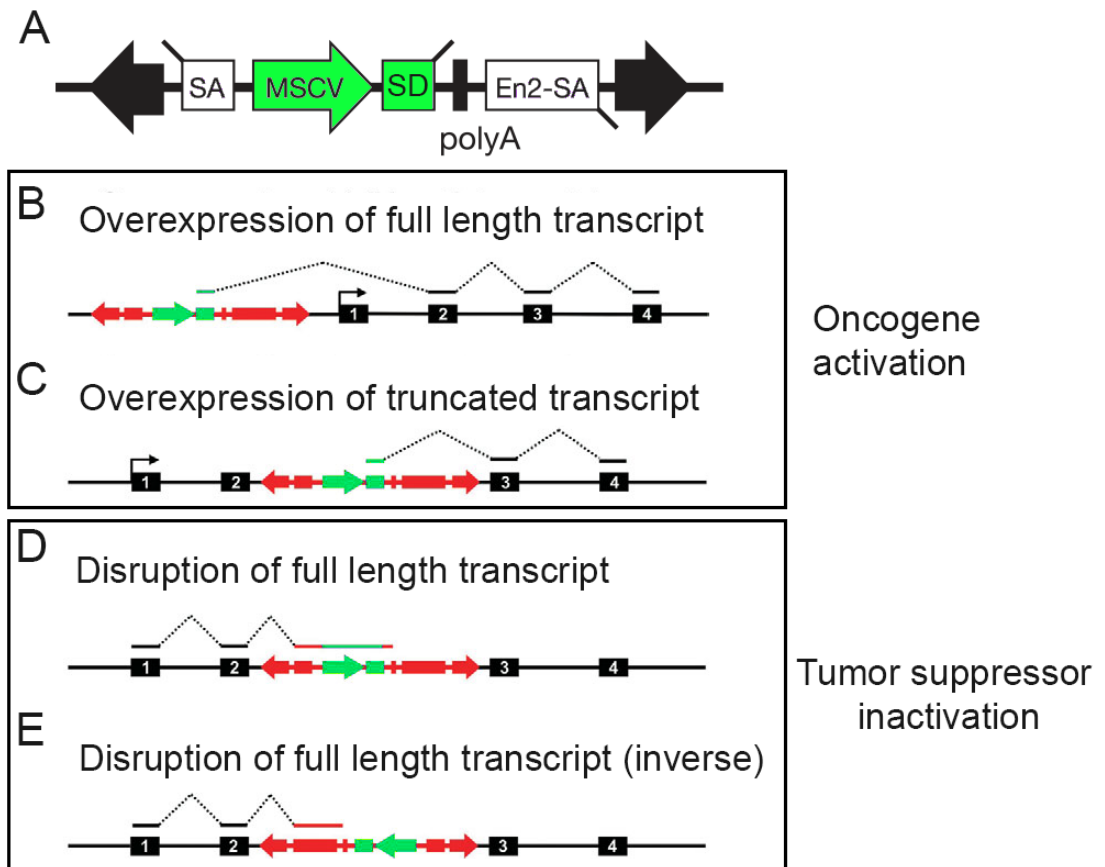 A
SA MSCV SD En2-SA
polyA
B
Overexpression of full length transcript
1 2 3 4
C
Overexpression of truncated transcript
1 2 3 4
Oncogene
activation
D
Disruption of full length transcript
1 2 3 4
E
Disruption of full length transcript (inverse)
1 2 3 4
Tumor suppressor
inactivation